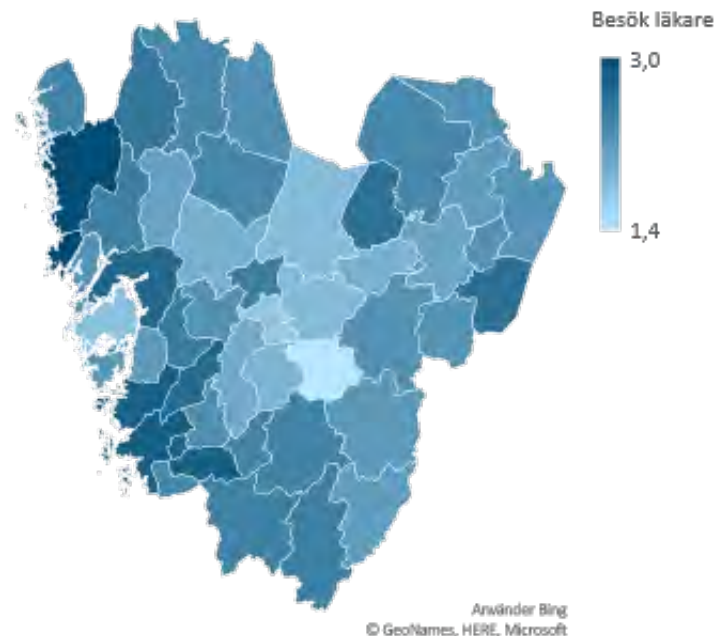 Besök läkare
3,0
1,4
Använder Bing
© GeoNames, HERE, Microsoft